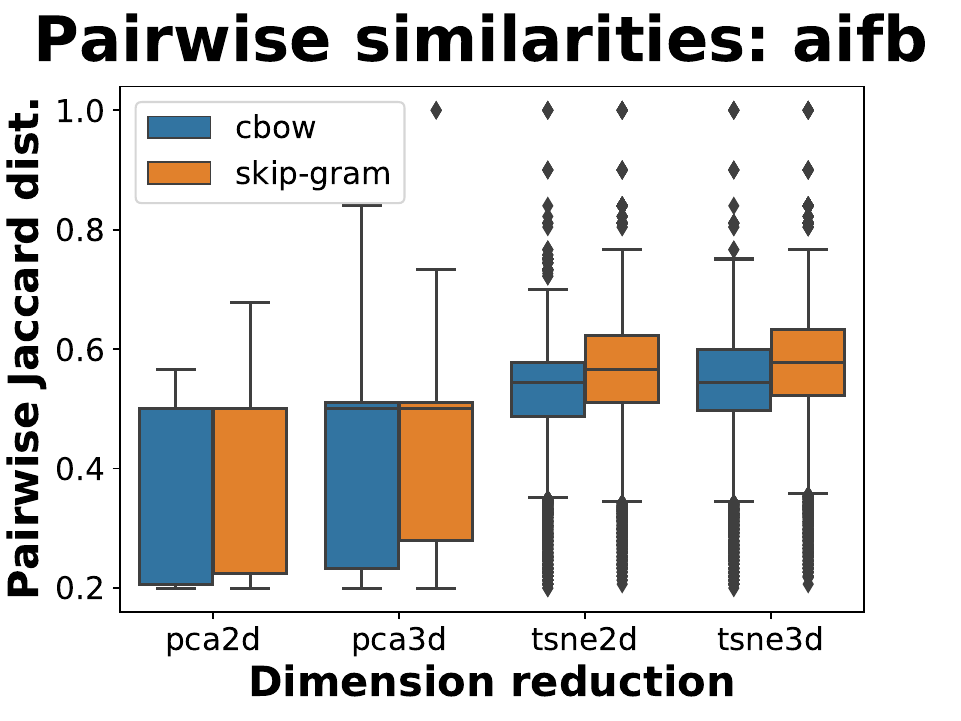 Pairwise similarities: aifb
Pairwise Jaccard dist.
1.0
0.8
0.6
0.4
0.2
cbow
skip-gram
pca2d pca3d tsne2d tsne3d
Dimension reduction